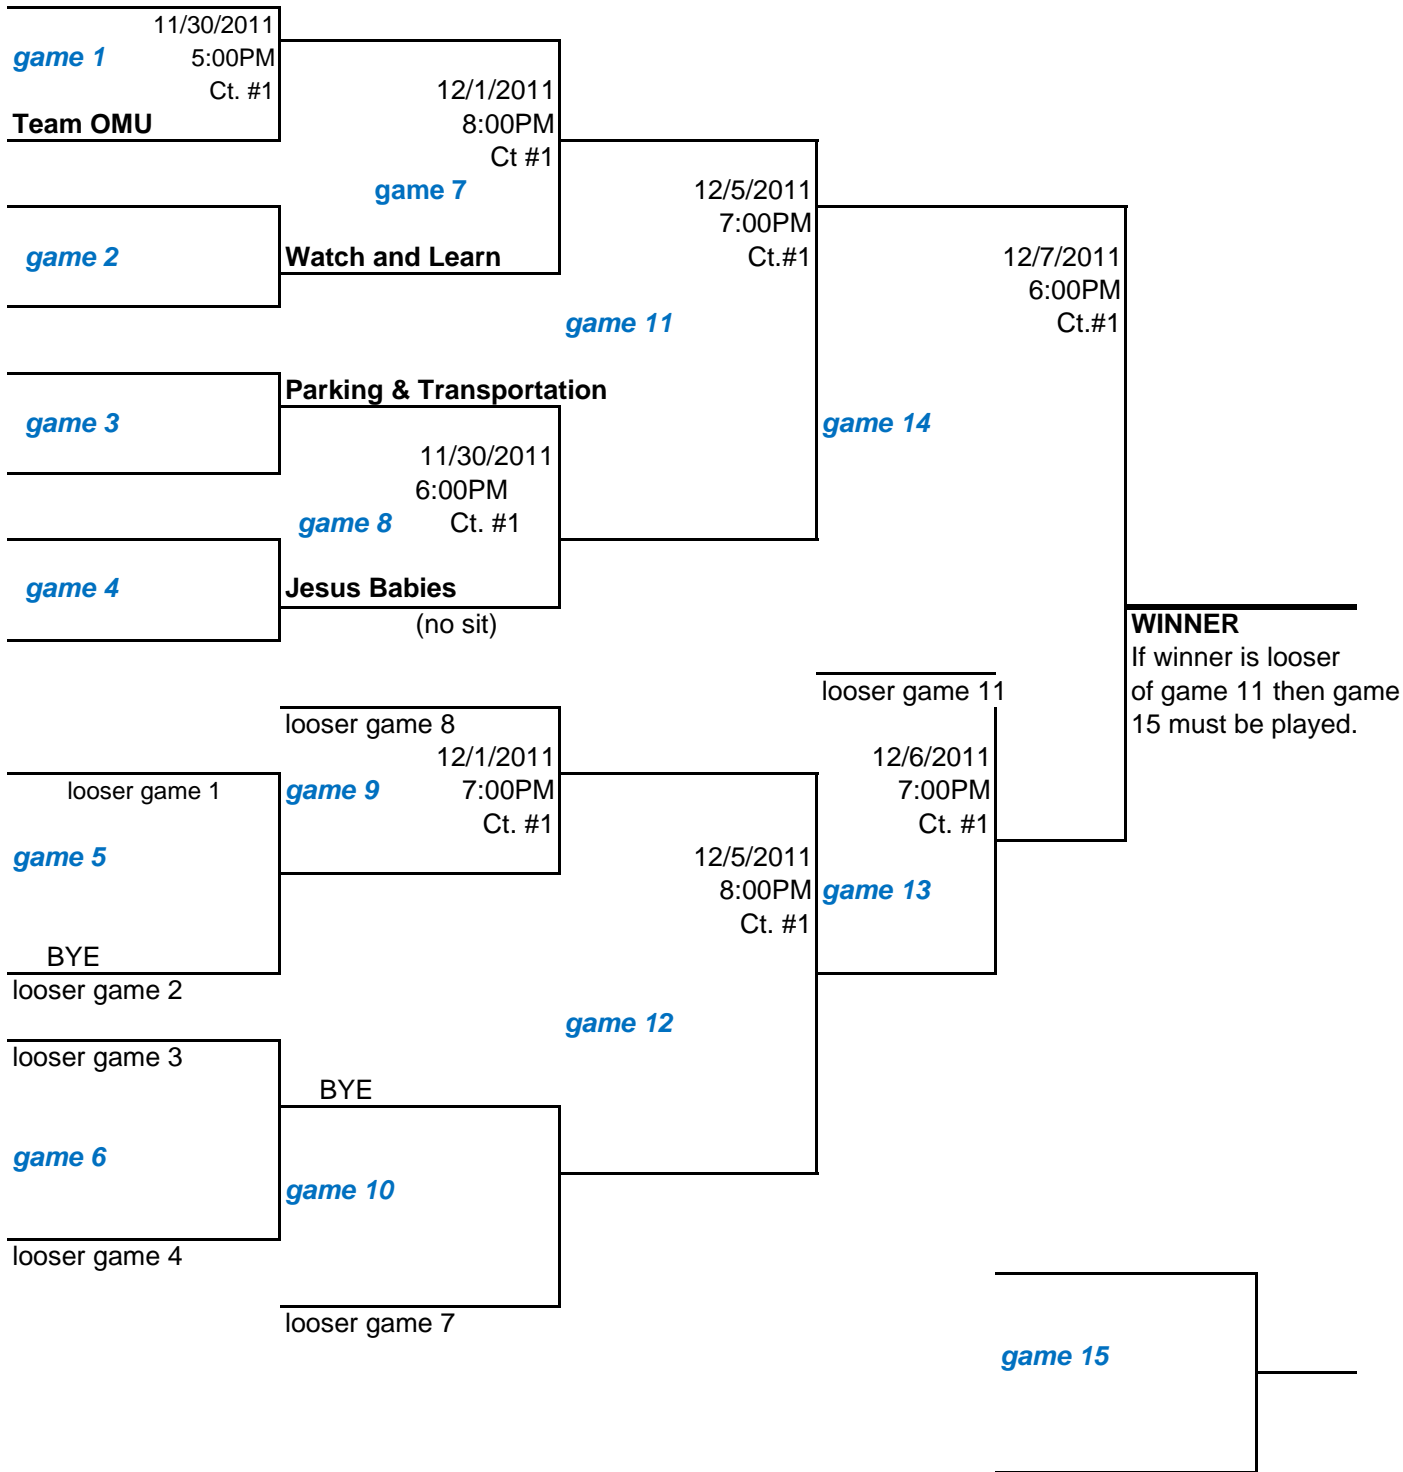 11/30/2011
game 1 5:00PM
Ct. #1
Team OMU
12/1/2011
8:00PM
Ct #1
game 7
game 2
Watch and Learn
12/5/2011
7:00PM
Ct.#1
game 11
12/7/2011
6:00PM
Ct.#1
game 3
Parking & Transportation
11/30/2011
6:00PM
game 8 Ct. #1
game 14
game 4
Jesus Babies
(no sit)
WINNER
If winner is looser
of game 11 then game
15 must be played.
looser game 11
looser game 8
12/1/2011
game 9 7:00PM
Ct. #1
12/6/2011
7:00PM
Ct. #1
looser game 1
game 5
12/5/2011
8:00PM
Ct. #1
game 13
BYE
looser game 2
game 12
looser game 3
BYE
game 6
game 10
looser game 4
looser game 7
game 15